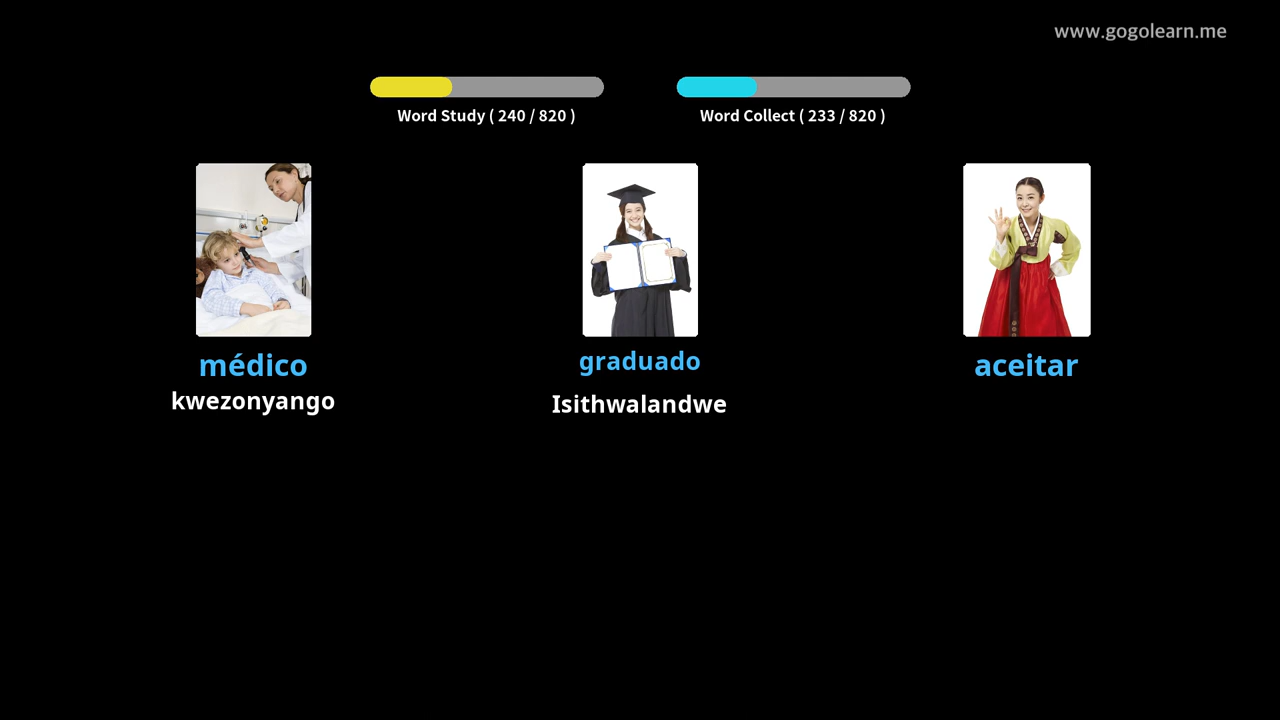 www.gogolearn.me
Word Study ( 240 / 820 )
Word Collect ( 233 / 820 )
médico
graduado
aceitar
kwezonyango
Isithwalandwe